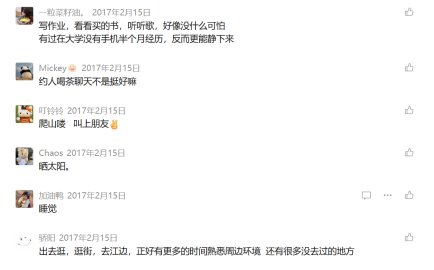 一粒菜籽油。 2017年2月15日
写作业，看看买的书，听听歌，好像没什么可怕
有过在大学没有手机半个月经历，反而更能静下来
Mickey 2017年2月15日
约人喝茶聊天不是挺好嘛
叮铃铃 2017年2月15日
爬山喽 叫上朋友✌
Chaos 2017年2月15日
晒太阳。
加油鸭 2017年2月15日
睡觉
骄阳 2017年2月15日
出去逛，逛街，去江边，正好有更多的时间熟悉周边环境 还有很多没去过的地方